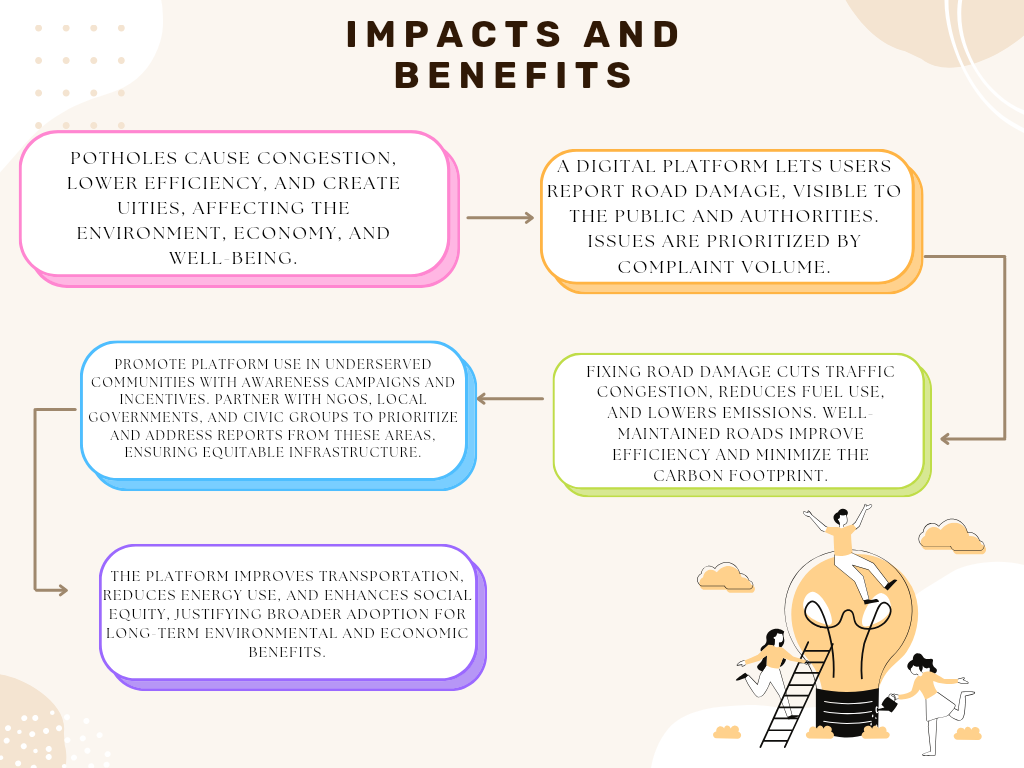 IMPACTS AND
BENEFITS
POTHOLES CAUSE CONGESTION,
LOWER EFFICIENCY, AND CREATE
UITIES, AFFECTING THE
ENVIRONMENT, ECONOMY, AND
WELL-BEING.
A DIGITAL PLATFORM LETS USERS
REPORT ROAD DAMAGE, VISIBLE TO
THE PUBLIC AND AUTHORITIES.
ISSUES ARE PRIORITIZED BY
COMPLAINT VOLUME.
FIXING ROAD DAMAGE CUTS TRAFFIC
CONGESTION, REDUCES FUEL USE,
AND LOWERS EMISSIONS. WELL-
MAINTAINED ROADS IMPROVE
EFFICIENCY AND MINIMIZE THE
CARBON FOOTPRINT.
PROMOTE PLATFORM USE IN UNDERSERVED
COMMUNITIES WITH AWARENESS CAMPAIGNS AND
INCENTIVES. PARTNER WITH NGOS, LOCAL
GOVERNMENTS, AND CIVIC GROUPS TO PRIORITIZE
AND ADDRESS REPORTS FROM THESE AREAS,
ENSURING EQUITABLE INFRASTRUCTURE.
THE PLATFORM IMPROVES TRANSPORTATION,
REDUCES ENERGY USE, AND ENHANCES SOCIAL
EQUITY, JUSTIFYING BROADER ADOPTION FOR
LONG-TERM ENVIRONMENTAL AND ECONOMIC
BENEFITS.